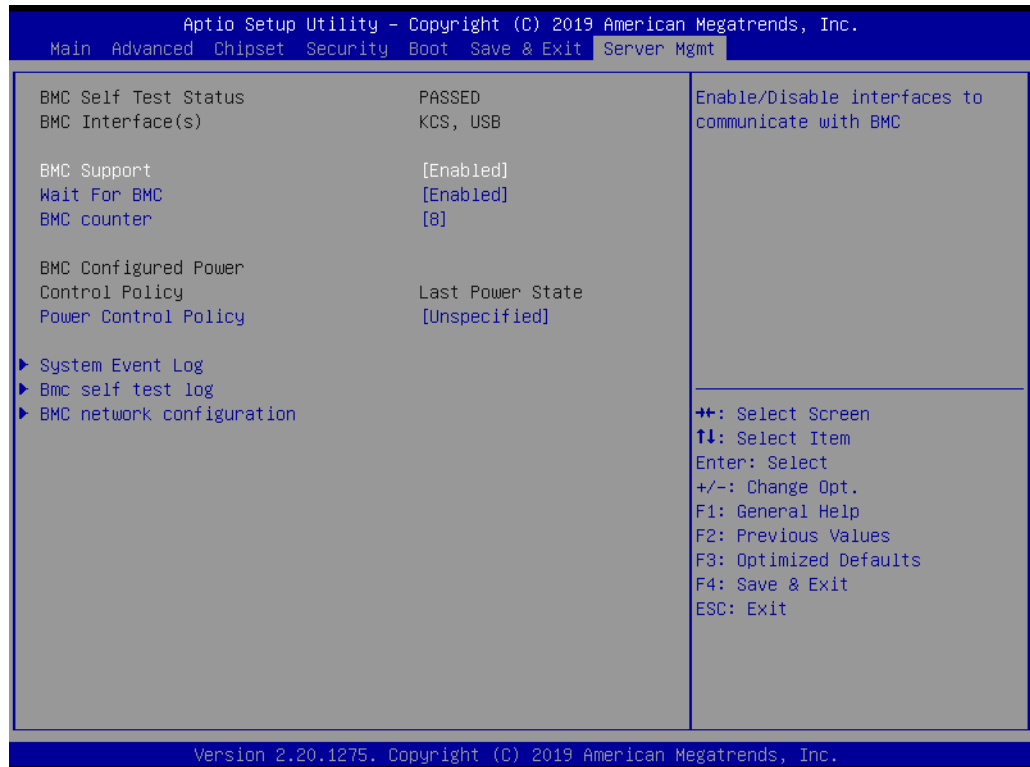 Aptio Setup Utility – Copyright (C) 2019 American Megatrends, Inc.
Main Advanced Chipset Security Boot Save & Exit Server Mgmt
BMC Self Test Status PASSED
BMC Interface(s) KCS, USB
BMC Support [Enabled]
Wait For BMC [Enabled]
BMC counter [8]
BMC Configured Power
Control Policy Last Power State
Power Control Policy [Unspecified]
▶ System Event Log
▶ Bmc self test log
▶ BMC network configuration
Enable/Disable interfaces to
communicate with BMC
→←: Select Screen
↑↓: Select Item
Enter: Select
+/-: Change Opt.
F1: General Help
F2: Previous Values
F3: Optimized Defaults
F4: Save & Exit
ESC: Exit
Version 2.20.1275. Copyright (C) 2019 American Megatrends, Inc.